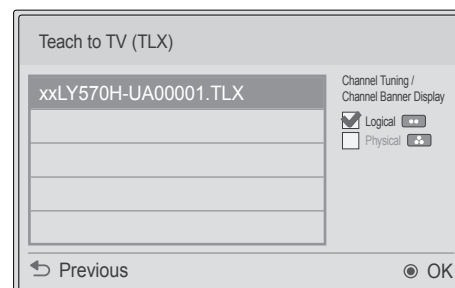 Teach to TV (TLX)
xxLY570H-UA00001.TLX
Channel Tuning /
Channel Banner Display
Logical
Physical
Previous
OK